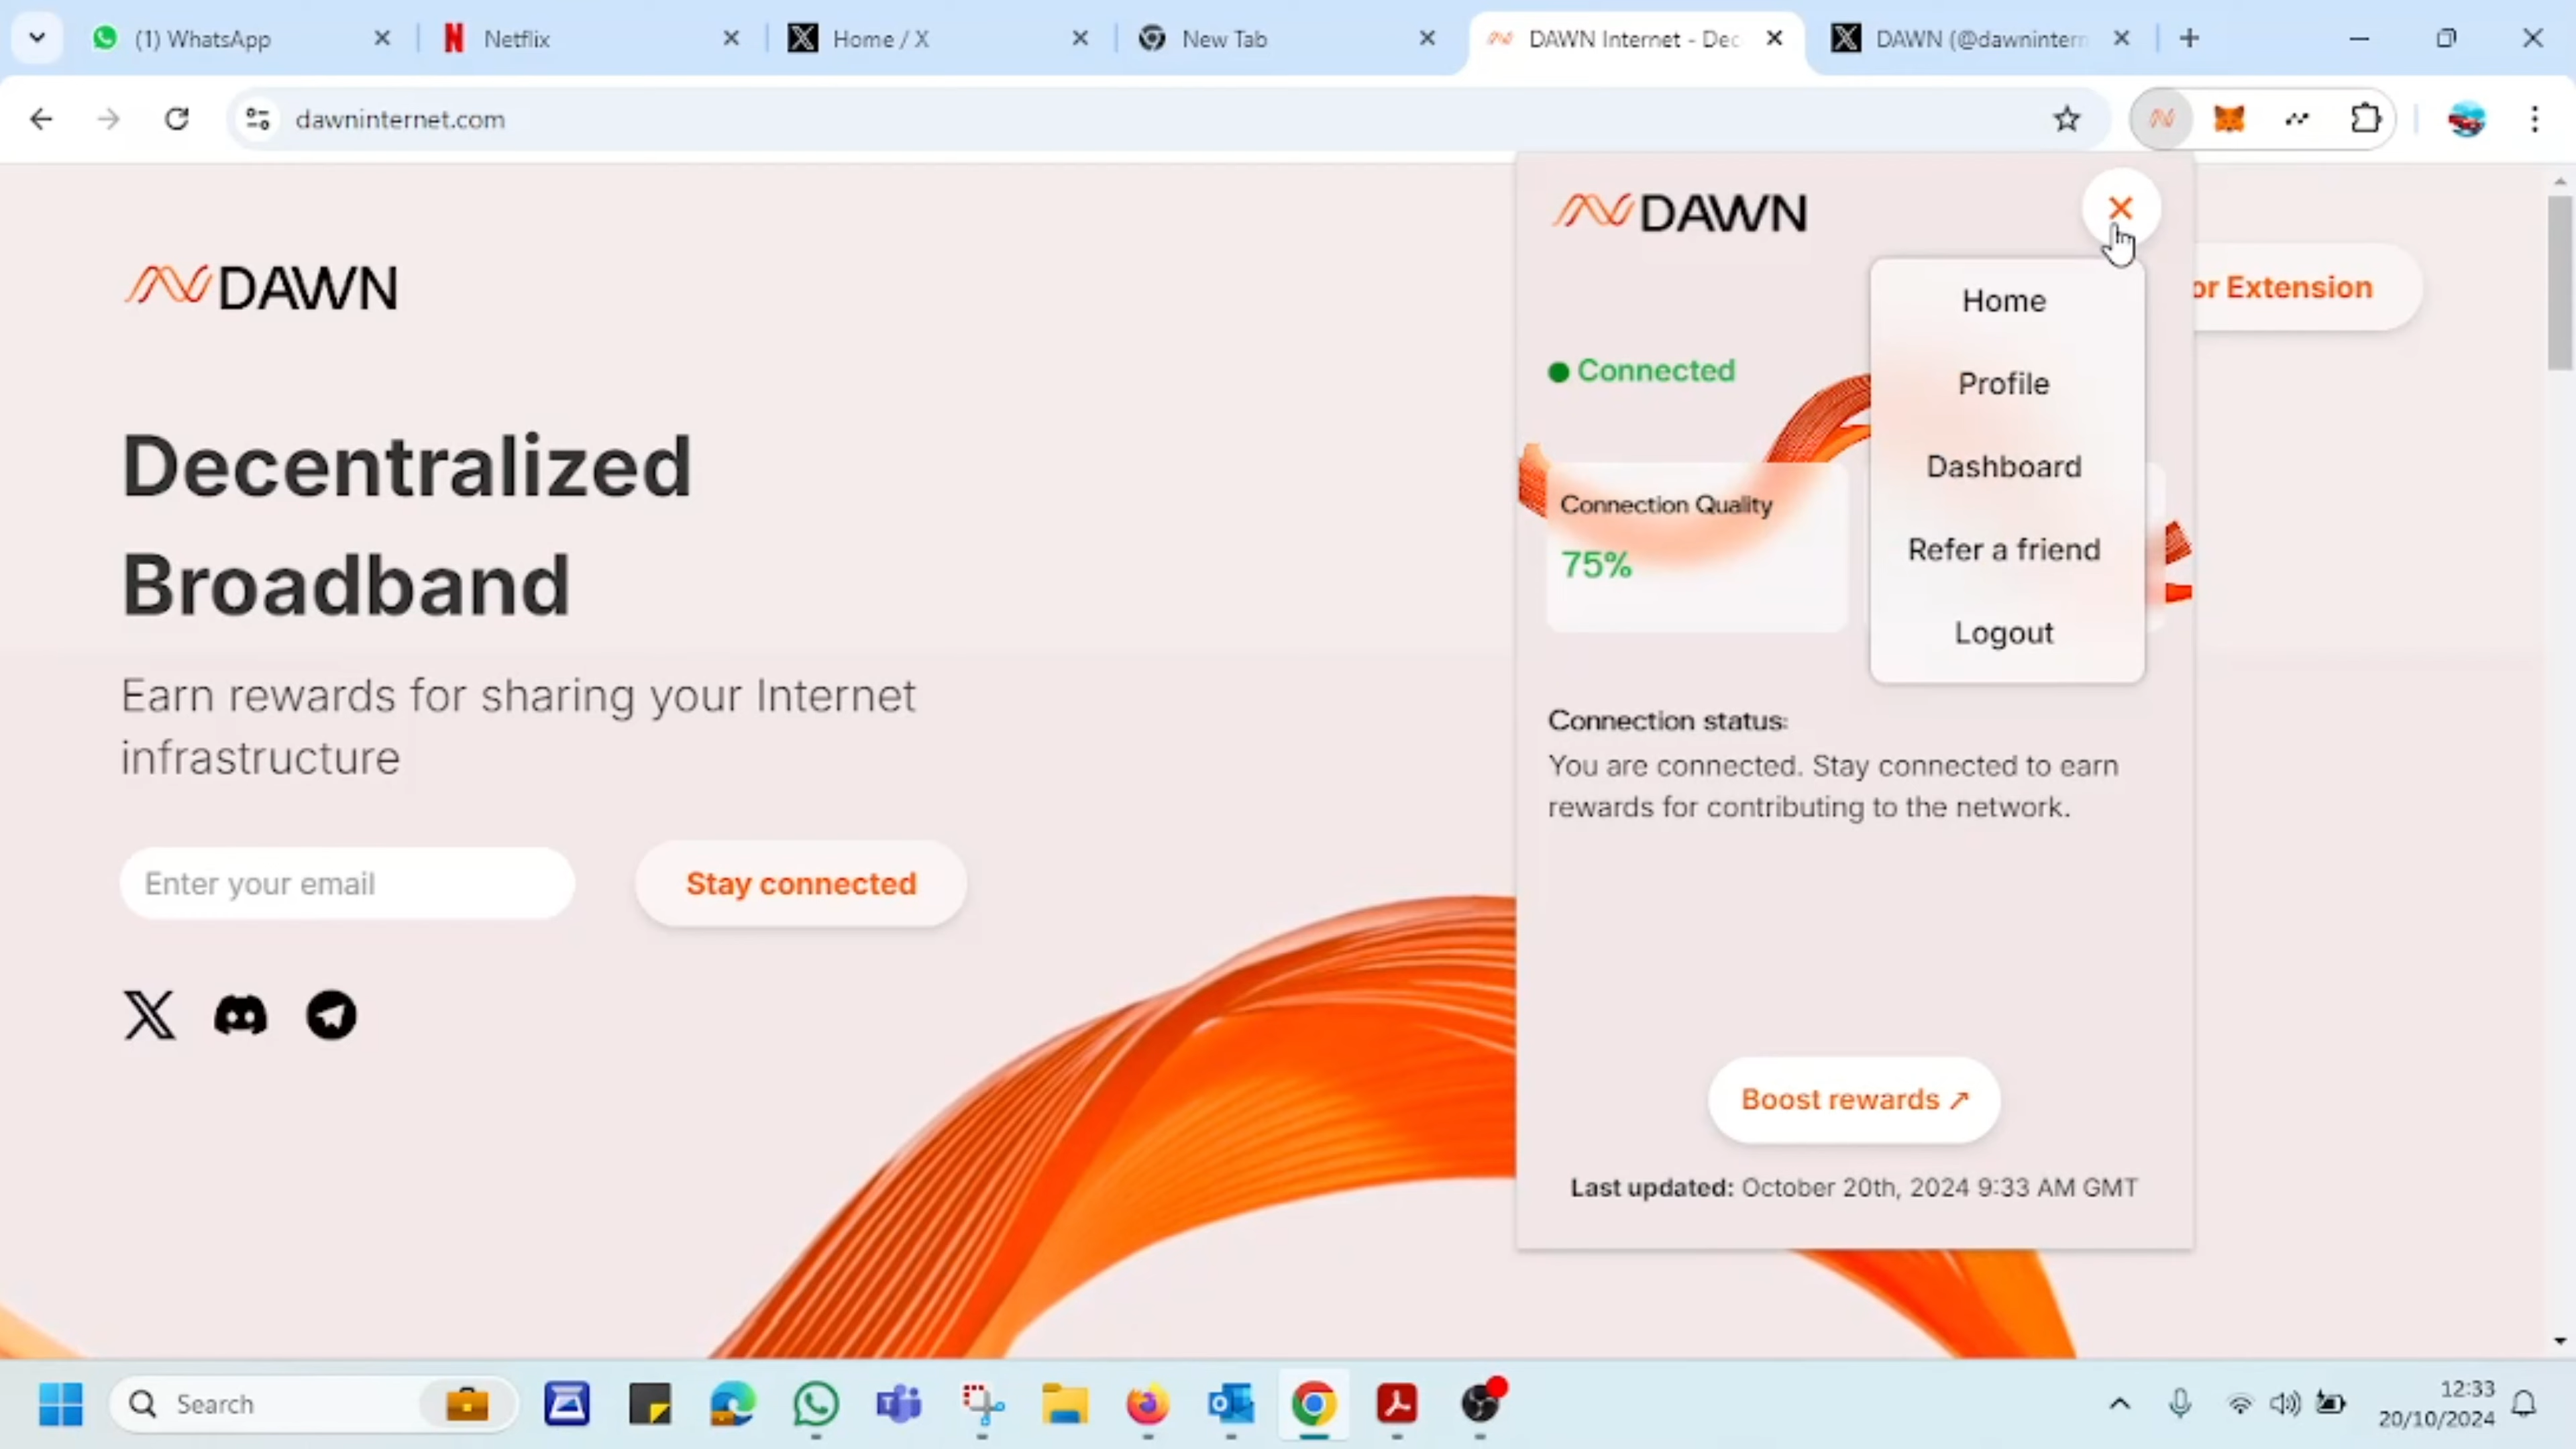 (1) WhatsApp
Netflix
Home / X
New Tab
DAWN Internet - Dec
DAWN (@dawnintern
dawninternet.com
DAWN
or Extension
Decentralized
Broadband
Earn rewards for sharing your Internet
infrastructure
Enter your email
Stay connected
DAWN
Home
Profile
Dashboard
Refer a friend
Logout
Connected
Connection Quality
75%
Connection status:
You are connected. Stay connected to earn
rewards for contributing to the network.
Boost rewards ↗
Last updated: October 20th, 2024 9:33 AM GMT
Search
12:33
20/10/2024